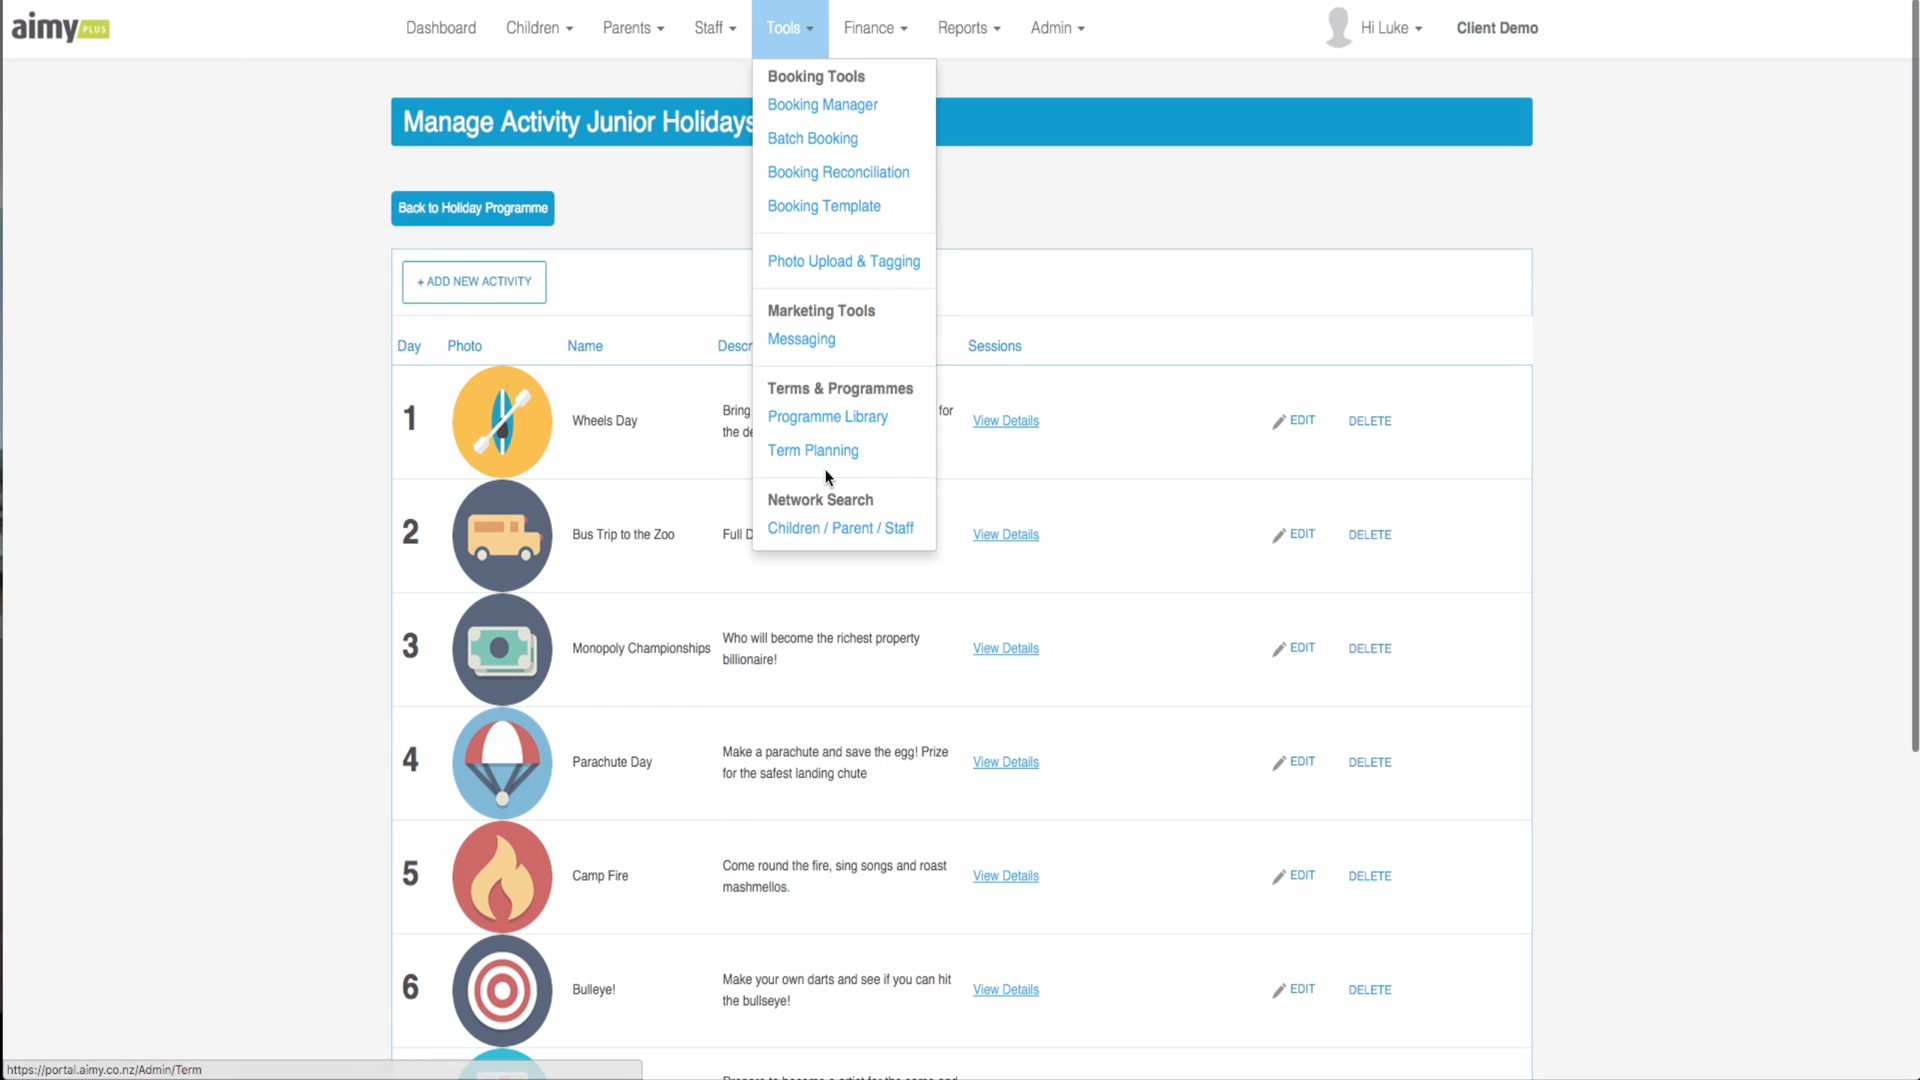 aimy PLUS
Dashboard Children Parents Staff Tools Finance Reports Admin Hi Luke Client Demo
Booking Tools
Booking Manager
Batch Booking
Booking Reconciliation
Booking Template
Photo Upload & Tagging
Marketing Tools
Messaging
Terms & Programmes
Programme Library
Term Planning
Network Search
Children / Parent / Staff
Manage Activity Junior Holidays
Back to Holiday Programme
+ ADD NEW ACTIVITY
Day Photo Name Descr Sessions
1 Wheels Day Bring for View Details EDIT DELETE
the de
2 Bus Trip to the Zoo Full D View Details EDIT DELETE
3 Monopoly Championships Who will become the richest property View Details EDIT DELETE
billionaire!
4 Parachute Day Make a parachute and save the egg! Prize View Details EDIT DELETE
for the safest landing chute
5 Camp Fire Come round the fire, sing songs and roast View Details EDIT DELETE
mashmellos.
6 Bulleye! Make your own darts and see if you can hit View Details EDIT DELETE
the bullseye!
https://portal.aimy.co.nz/Admin/Term